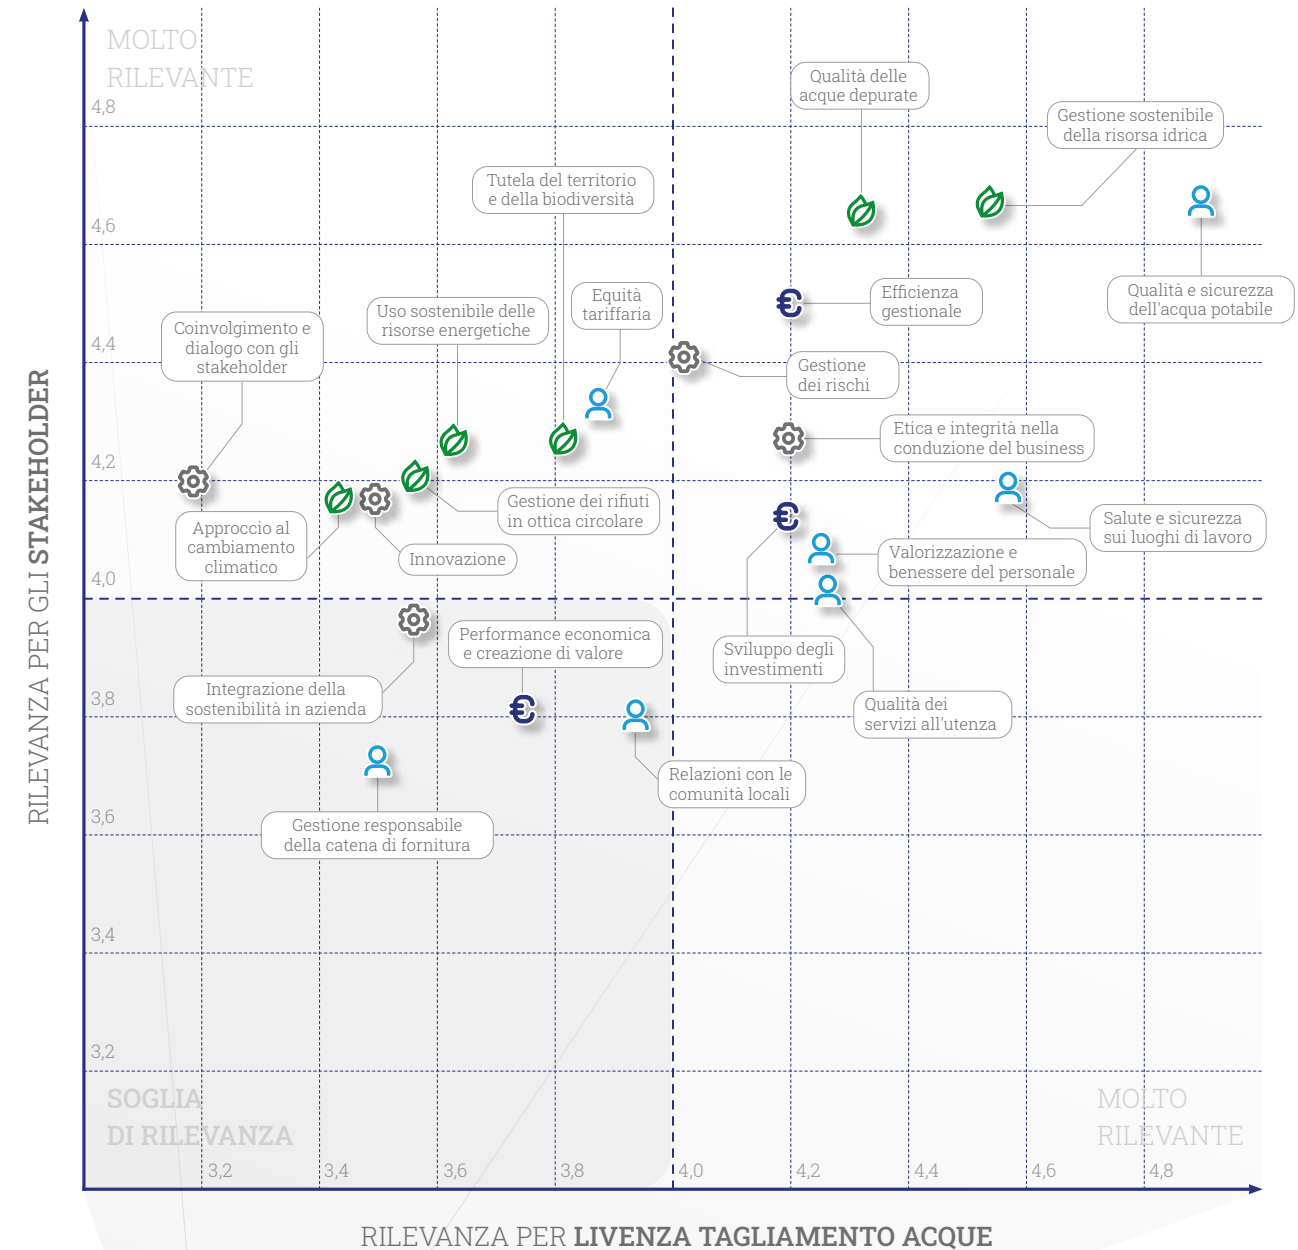 MOLTO
RILEVANTE
4,8
4,6
4,4
4,2
4,0
3,8
3,6
3,4
3,2
RILEVANZA PER GLI STAKEHOLDER
Qualità delle
acque depurate
Gestione sostenibile
della risorsa idrica
Tutela del territorio
e della biodiversità
Qualità e sicurezza
dell'acqua potabile
Efficienza
gestionale
Equità
tariffaria
Uso sostenibile delle
risorse energetiche
Coinvolgimento e
dialogo con gli
stakeholder
Gestione
dei rischi
Etica e integrità nella
conduzione del business
Gestione dei rifiuti
in ottica circolare
Salute e sicurezza
sui luoghi di lavoro
Approccio al
cambiamento
climatico
Innovazione
Valorizzazione e
benessere del personale
Performance economica
e creazione di valore
Sviluppo degli
investimenti
Integrazione della
sostenibilità in azienda
Qualità dei
servizi all'utenza
Relazioni con le
comunità locali
Gestione responsabile
della catena di fornitura
SOGLIA
DI RILEVANZA
MOLTO
RILEVANTE
3,2 3,4 3,6 3,8 4,0 4,2 4,4 4,6 4,8
RILEVANZA PER LIVENZA TAGLIAMENTO ACQUE